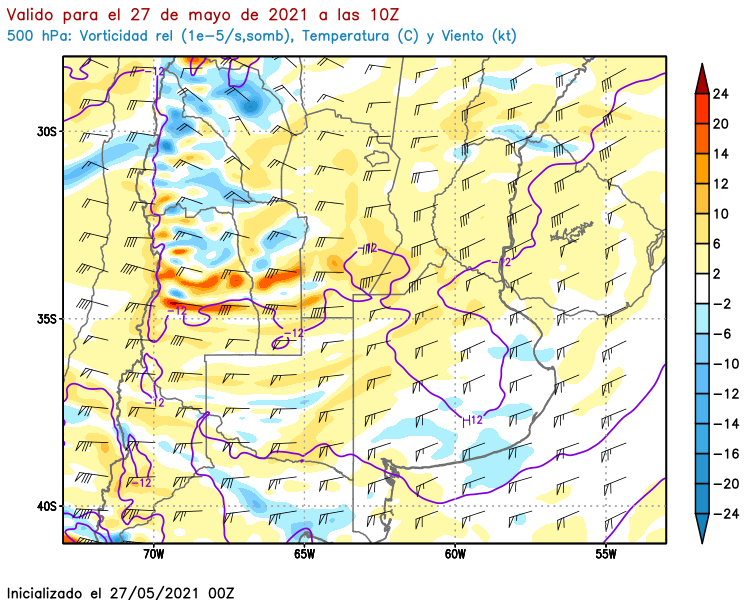 Valido para el 27 de mayo de 2021 a las 10Z
500 hPa: Vorticidad rel (1e-5/s,somb), Temperatura (C) y Viento (kt)
-12
30S
35S
40S
-12
-12
-12
-12
-12
H12
-12
70W
65W
60W
55W
24
20
14
12
10
6
2
-2
-6
-8
-10
-12
-14
-16
-20
-24
Inicializado el 27/05/2021 00Z